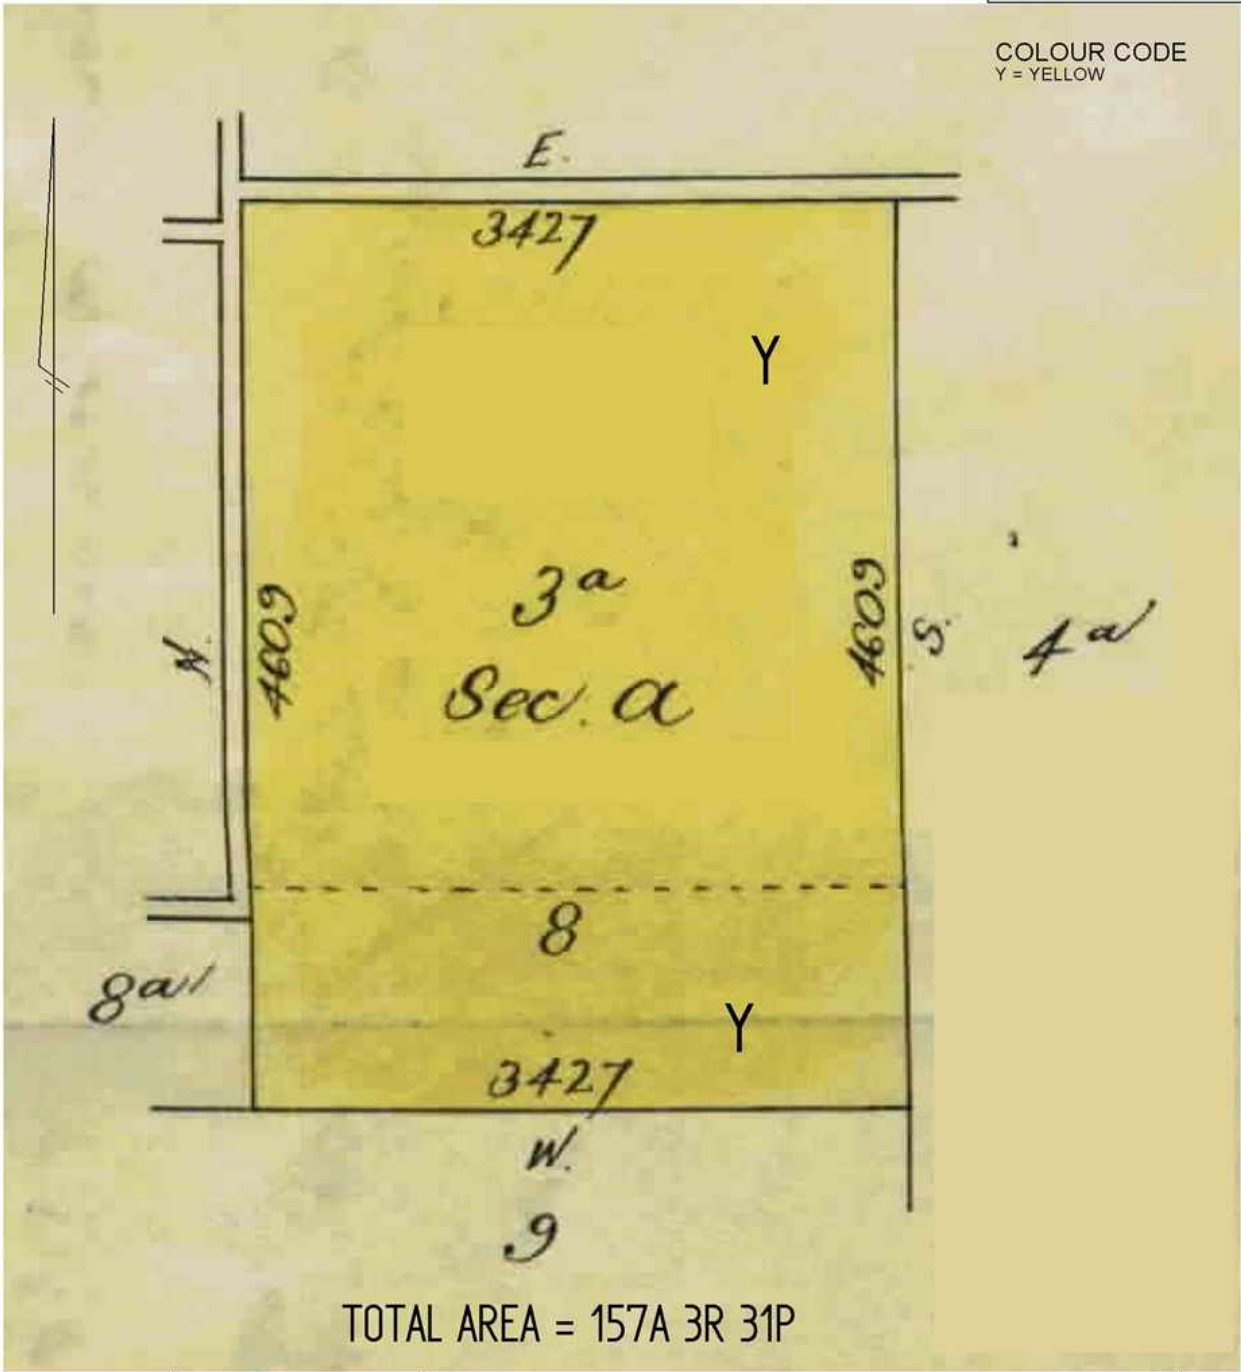 COLOUR CODE
Y = YELLOW
E.
3427
Y
3ᵃ
4609
4609
N.
S.
4ᵃ
Sec. A
8
8ᵃ
Y
3427
W.
9
TOTAL AREA = 157A 3R 31P